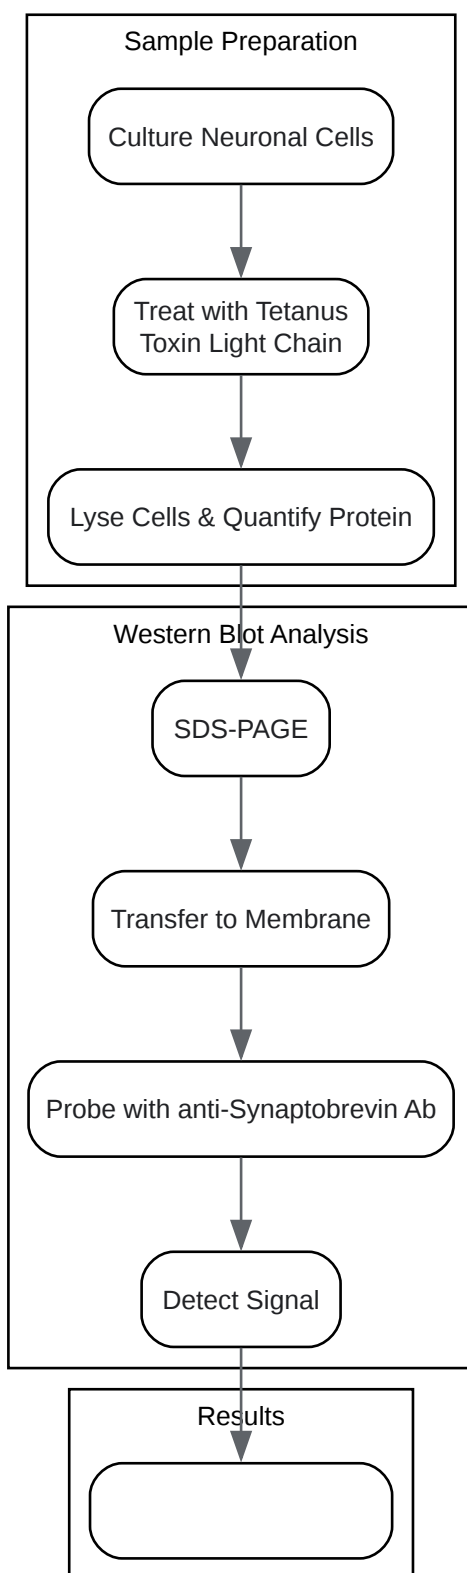 Sample Preparation
Culture Neuronal Cells
Treat with Tetanus
Toxin Light Chain
Lyse Cells & Quantify Protein
Western Blot Analysis
SDS-PAGE
Transfer to Membrane
Probe with anti-Synaptobrevin Ab
Detect Signal
Results